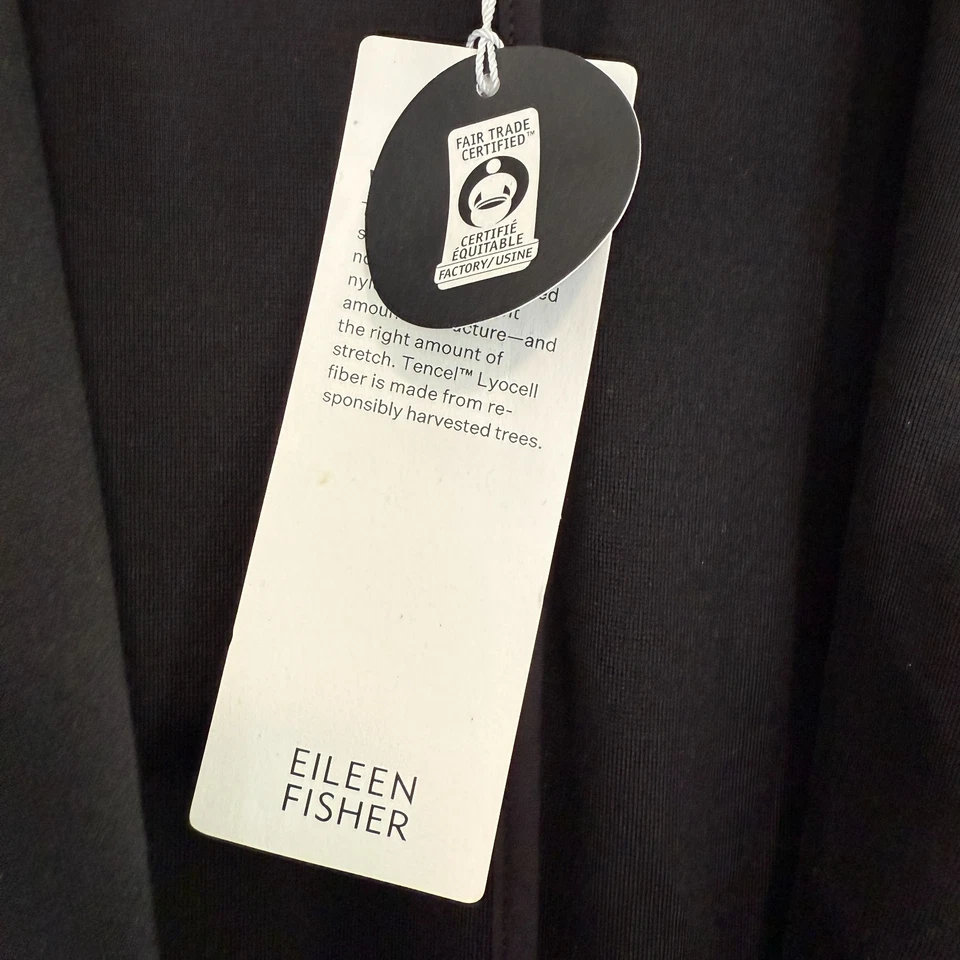 FAIR TRADE
CERTIFIED™
CERTIFIÉ
ÉQUITABLE
FACTORY/USINE
the right amount of
stretch. Tencel™ Lyocell
fiber is made from re-
sponsibly harvested trees.
EILEEN
FISHER